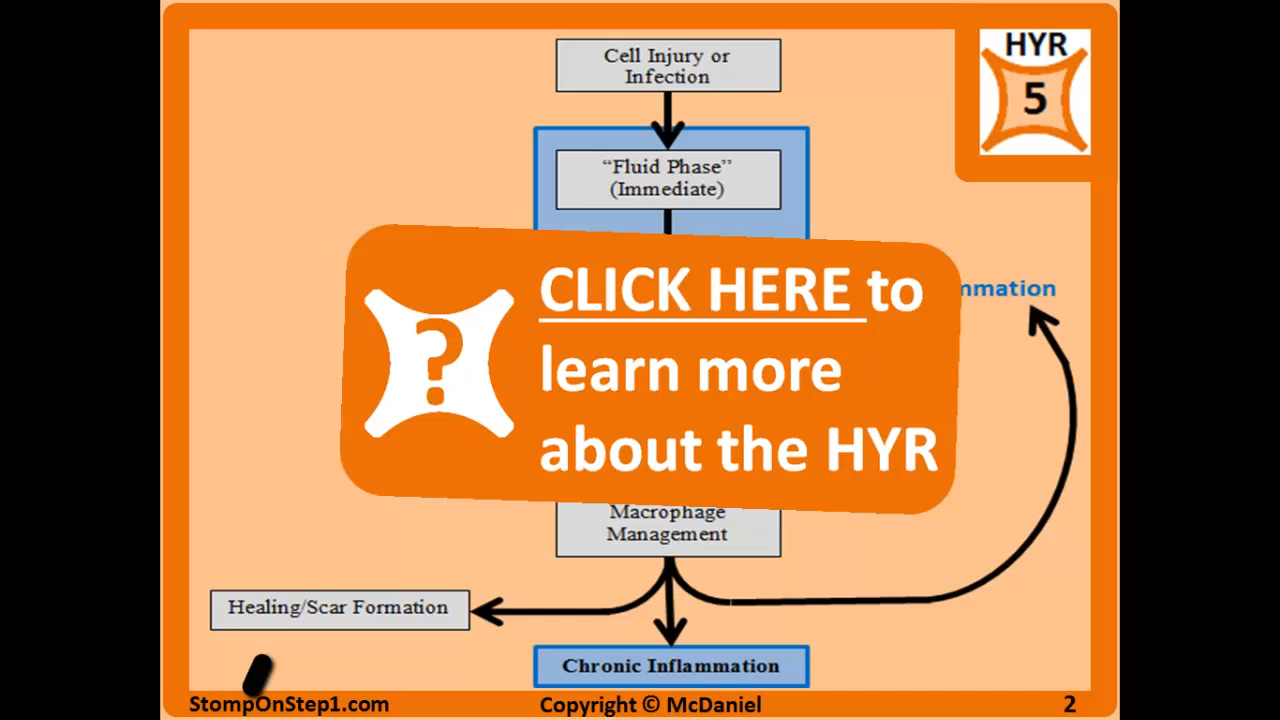 Cell Injury or
Infection
HYR
5
“Fluid Phase”
(Immediate)
CLICK HERE to
learn more
about the HYR
?
Macrophage
Management
Healing/Scar Formation
Chronic Inflammation
StompOnStep1.com
Copyright © McDaniel
2